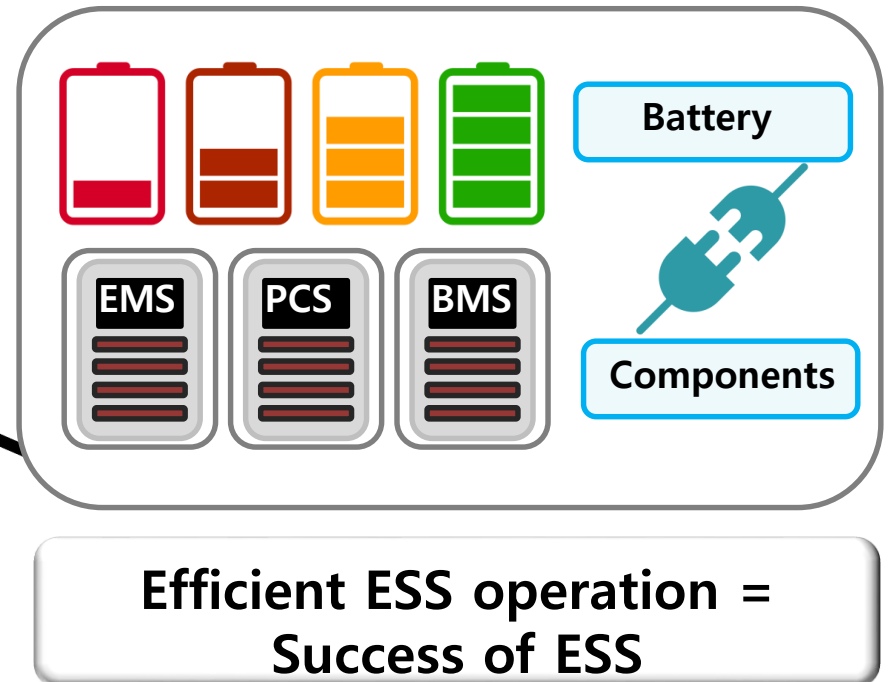 Battery
EMS
PCS
BMS
Components
Efficient ESS operation =
Success of ESS